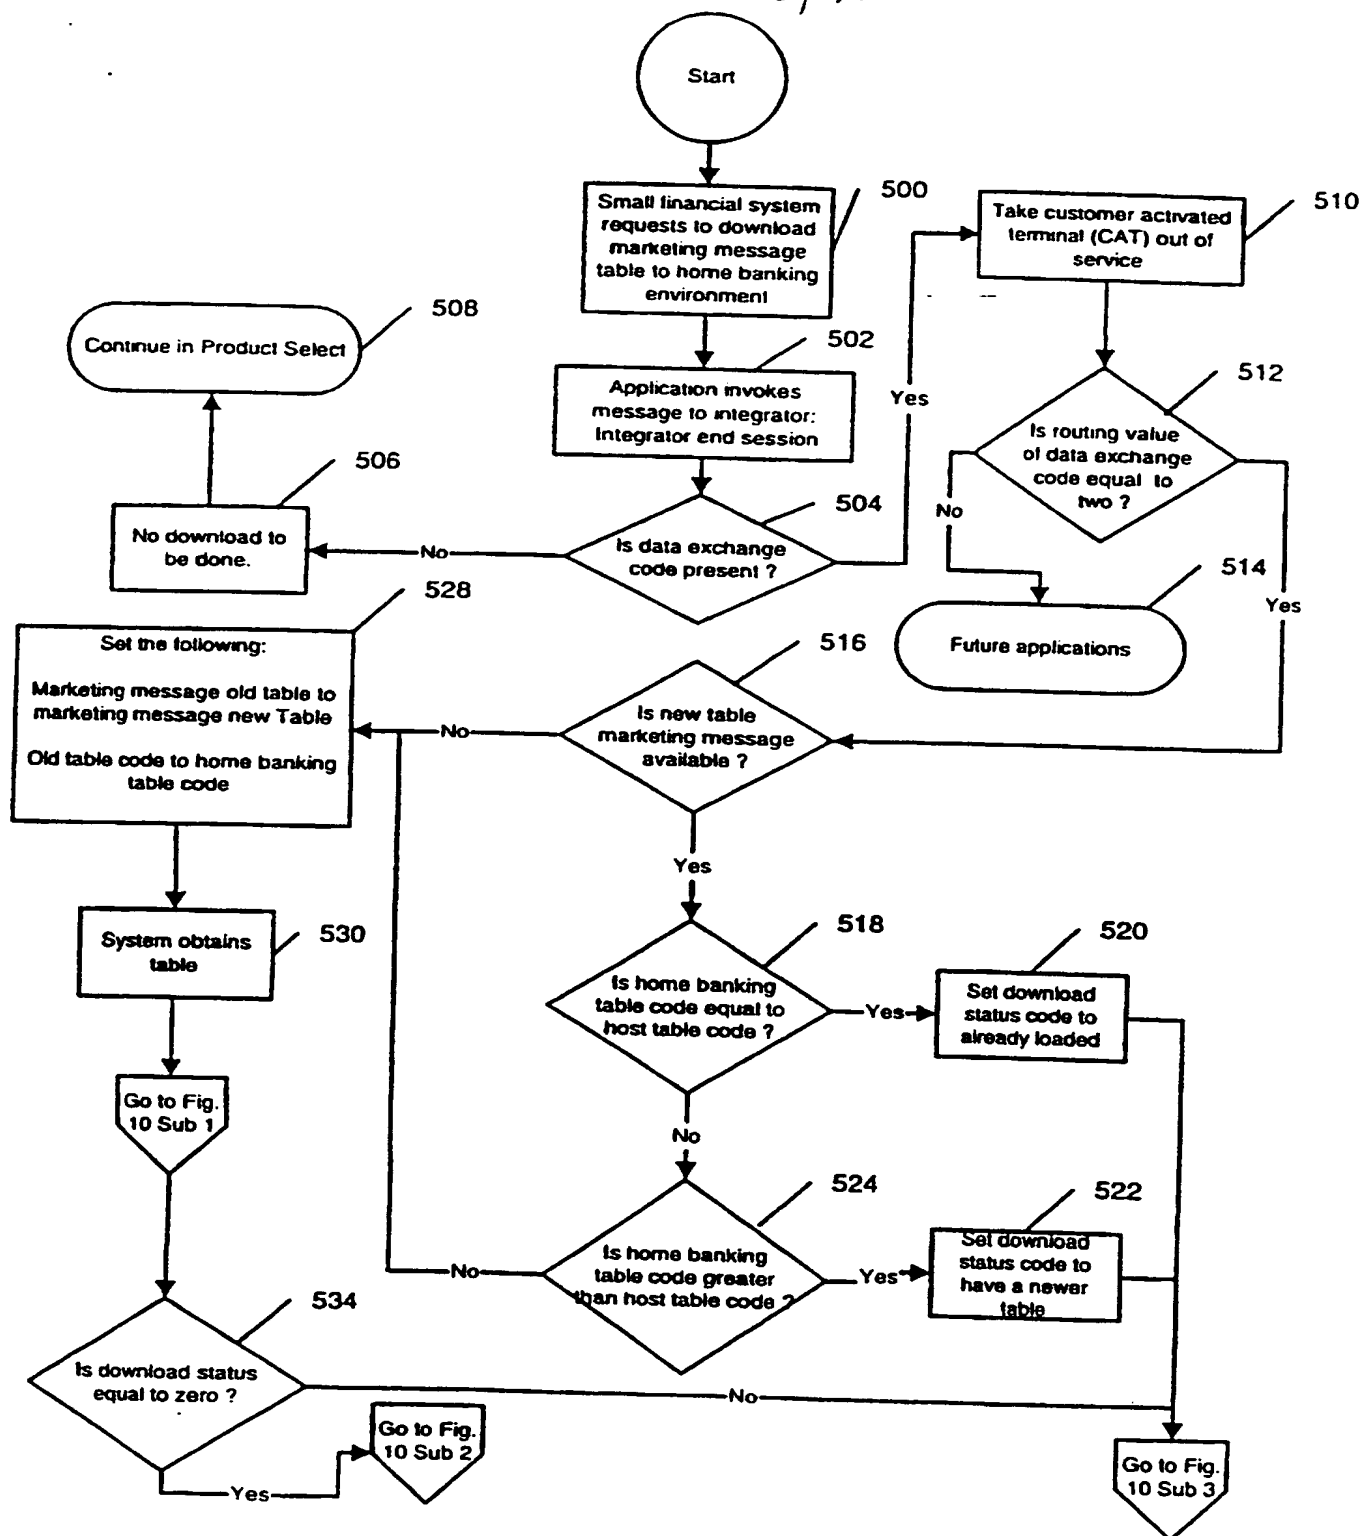 Start
500
Small financial system
requests to download
marketing message
table to home banking
environment
510
Take customer activated
terminal (CAT) out of
service
508
Continue in Product Select
502
Application invokes
message to integrator:
Integrator end session
Yes
512
Is routing value
of data exchange
code equal to
two ?
506
No download to
be done.
No
504
Is data exchange
code present ?
No
514
Future applications
Yes
528
Set the following:
Marketing message old table to
marketing message new Table
Old table code to home banking
table code
No
516
Is new table
marketing message
available ?
Yes
530
System obtains
table
518
Is home banking
table code equal to
host table code ?
Yes
520
Set download
status code to
already loaded
Go to Fig.
10 Sub 1
No
524
Is home banking
table code greater
than host table code ?
No
Yes
522
Set download
status code to
have a newer
table
534
Is download status
equal to zero ?
No
Yes
Go to Fig.
10 Sub 2
Go to Fig.
10 Sub 3